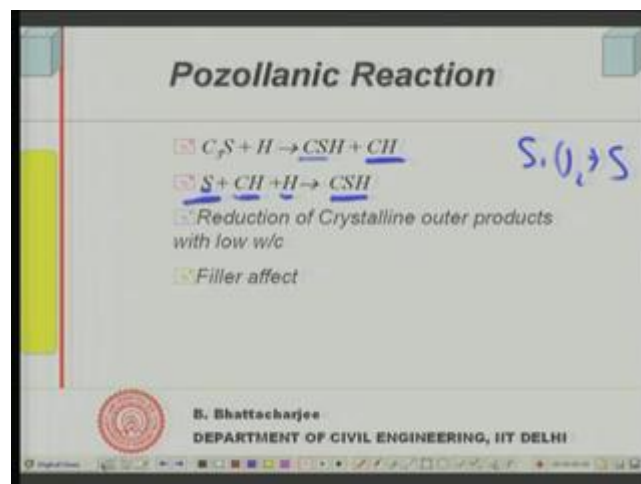 Pozollanic Reaction
C₃S + H → CSH + CH
S + CH + H → CSH
SiO₂ → S
Reduction of Crystalline outer products
with low w/c
Filler affect
B. Bhattacharjee
DEPARTMENT OF CIVIL ENGINEERING, IIT DELHI